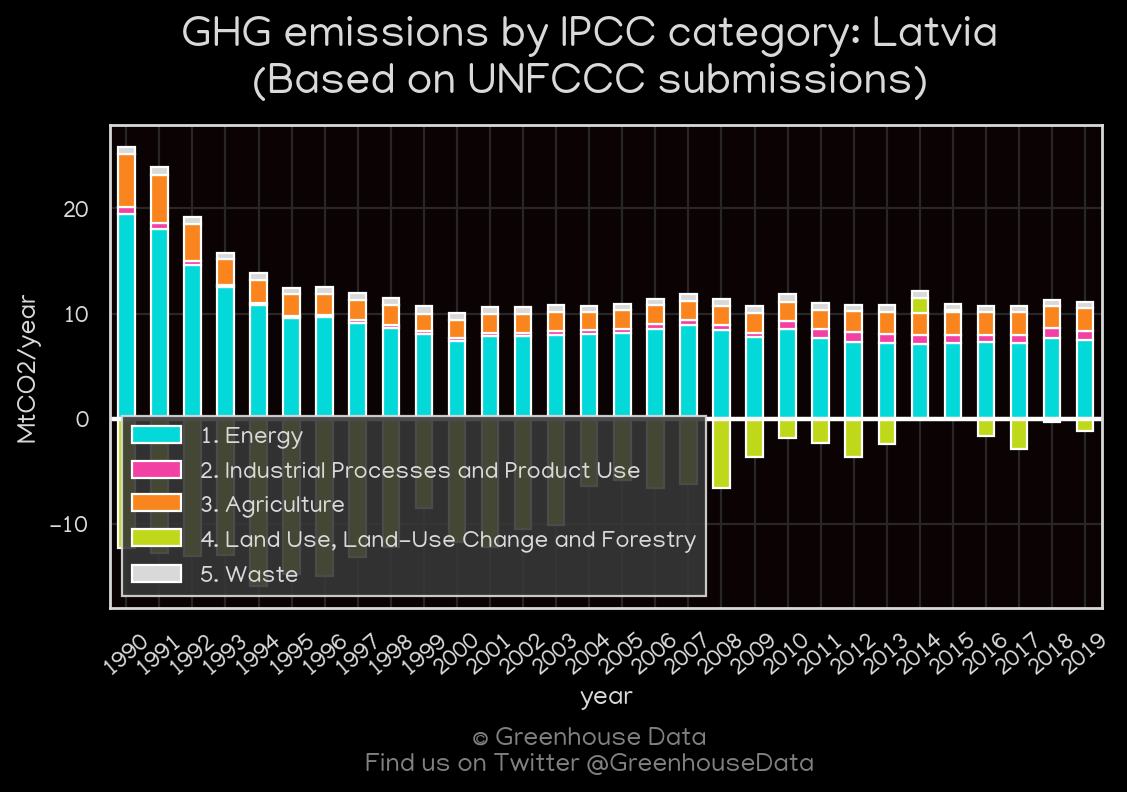 GHG emissions by IPCC category: Latvia
(Based on UNFCCC submissions)
MtCO2/year
20
10
0
−10
1. Energy
2. Industrial Processes and Product Use
3. Agriculture
4. Land Use, Land-Use Change and Forestry
5. Waste
1990 1991 1992 1993 1994 1995 1996 1997 1998 1999 2000 2001 2002 2003 2004 2005 2006 2007 2008 2009 2010 2011 2012 2013 2014 2015 2016 2017 2018 2019
year
© Greenhouse Data
Find us on Twitter @GreenhouseData